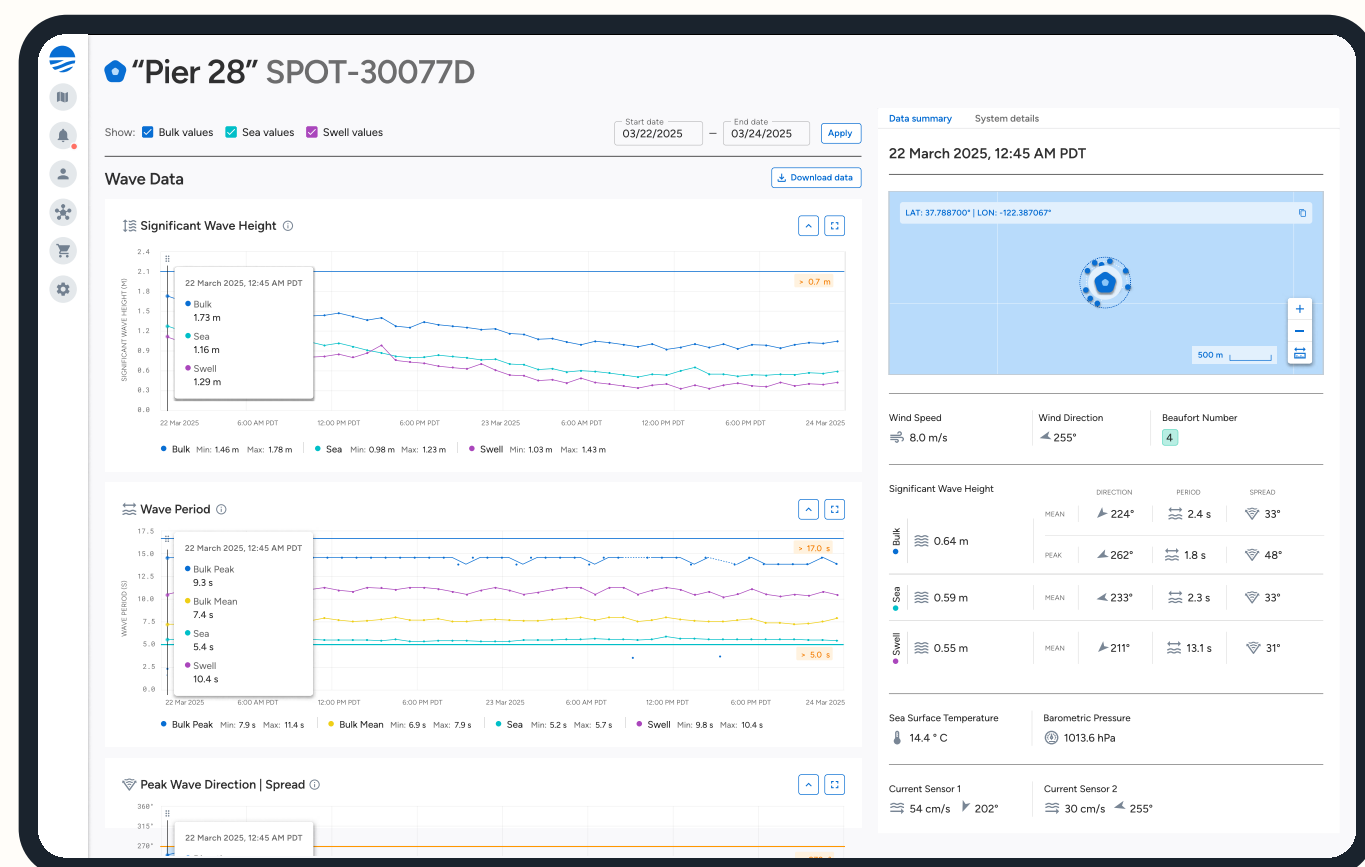 “Pier 28” SPOT-30077D
Show: Bulk values Sea values Swell values
Start date
03/22/2025
–
End date
03/24/2025
Apply
Wave Data
Download data
Significant Wave Height
SIGNIFICANT WAVE HEIGHT (M)
2.4
2.1
1.8
1.5
1.2
0.9
0.6
0.3
0.0
> 0.7 m
22 March 2025, 12:45 AM PDT
Bulk
1.73 m
Sea
1.16 m
Swell
1.29 m
22 Mar 2025 6:00 AM PDT 12:00 PM PDT 6:00 PM PDT 23 Mar 2025 6:00 AM PDT 12:00 PM PDT 6:00 PM PDT 24 Mar 2025
Bulk Min: 1.46 m Max: 1.78 m Sea Min: 0.98 m Max: 1.23 m Swell Min: 1.03 m Max: 1.43 m
Wave Period
WAVE PERIOD (S)
17.5
15.0
12.5
10.0
7.5
5.0
2.5
0.0
> 17.0 s
> 5.0 s
22 March 2025, 12:45 AM PDT
Bulk Peak
9.3 s
Bulk Mean
7.4 s
Sea
5.4 s
Swell
10.4 s
22 Mar 2025 6:00 AM PDT 12:00 PM PDT 6:00 PM PDT 23 Mar 2025 6:00 AM PDT 12:00 PM PDT 6:00 PM PDT 24 Mar 2025
Bulk Peak Min: 7.9 s Max: 11.4 s Bulk Mean Min: 6.9 s Max: 7.9 s Sea Min: 5.2 s Max: 5.7 s Swell Min: 9.8 s Max: 10.4 s
Peak Wave Direction | Spread
360°
315°
270°
22 March 2025, 12:45 AM PDT
Data summary System details
22 March 2025, 12:45 AM PDT
LAT: 37.788700° | LON: -122.387067°
500 m
Wind Speed
8.0 m/s
Wind Direction
255°
Beaufort Number
4
Significant Wave Height
DIRECTION PERIOD SPREAD
Bulk
0.64 m
MEAN 224° 2.4 s 33°
PEAK 262° 1.8 s 48°
Sea
0.59 m
MEAN 233° 2.3 s 33°
Swell
0.55 m
MEAN 211° 13.1 s 31°
Sea Surface Temperature
14.4 ° C
Barometric Pressure
1013.6 hPa
Current Sensor 1
54 cm/s 202°
Current Sensor 2
30 cm/s 255°